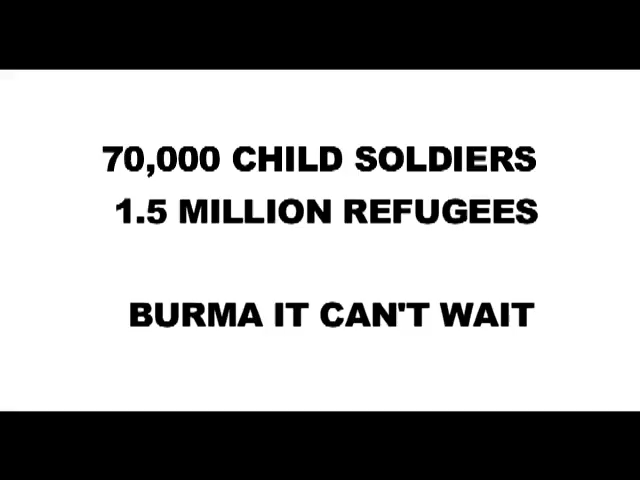 70,000 CHILD SOLDIERS
1.5 MILLION REFUGEES
BURMA IT CAN'T WAIT